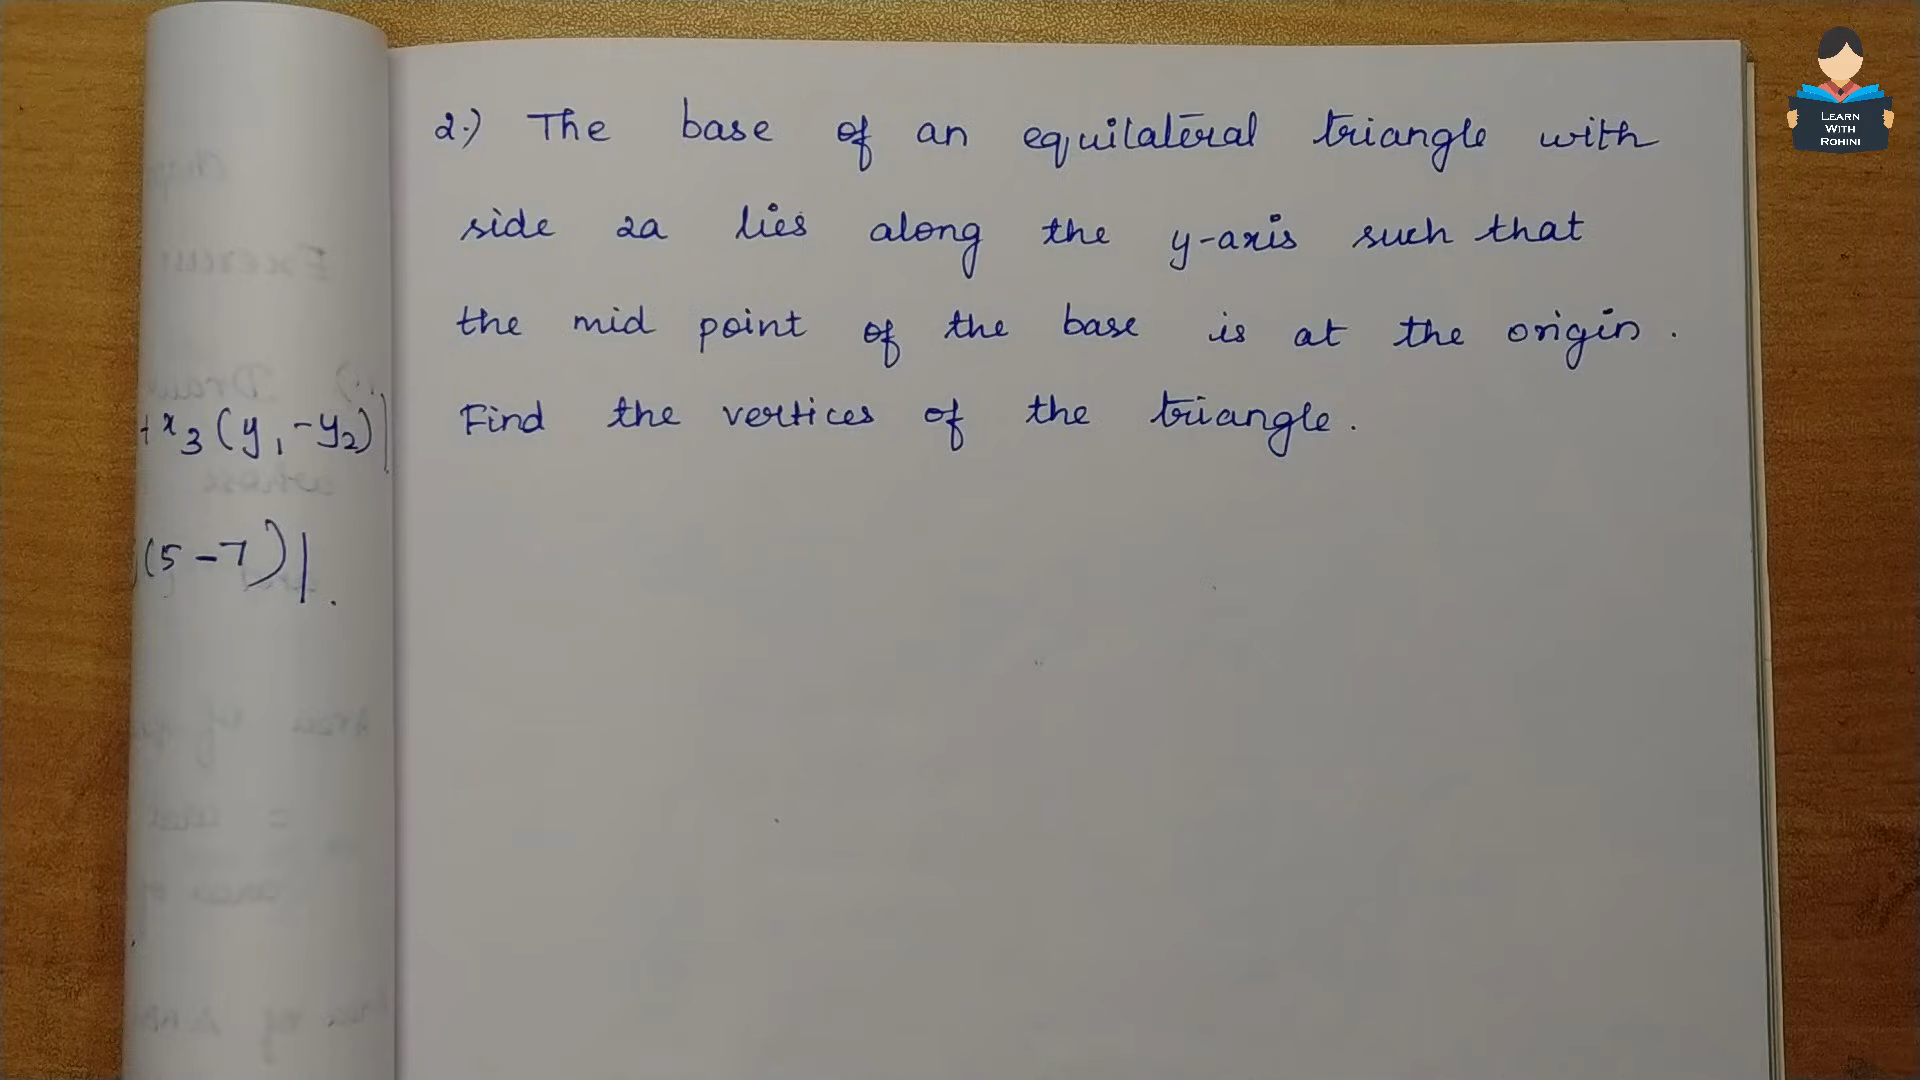 2.) The base of an equilateral triangle with
side 2a lies along the y-axis such that
the mid point of the base is at the origin.
Find the vertices of the triangle.
+x₃(y₁-y₂)|
(5-7)|.
LEARN
WITH
ROHINI